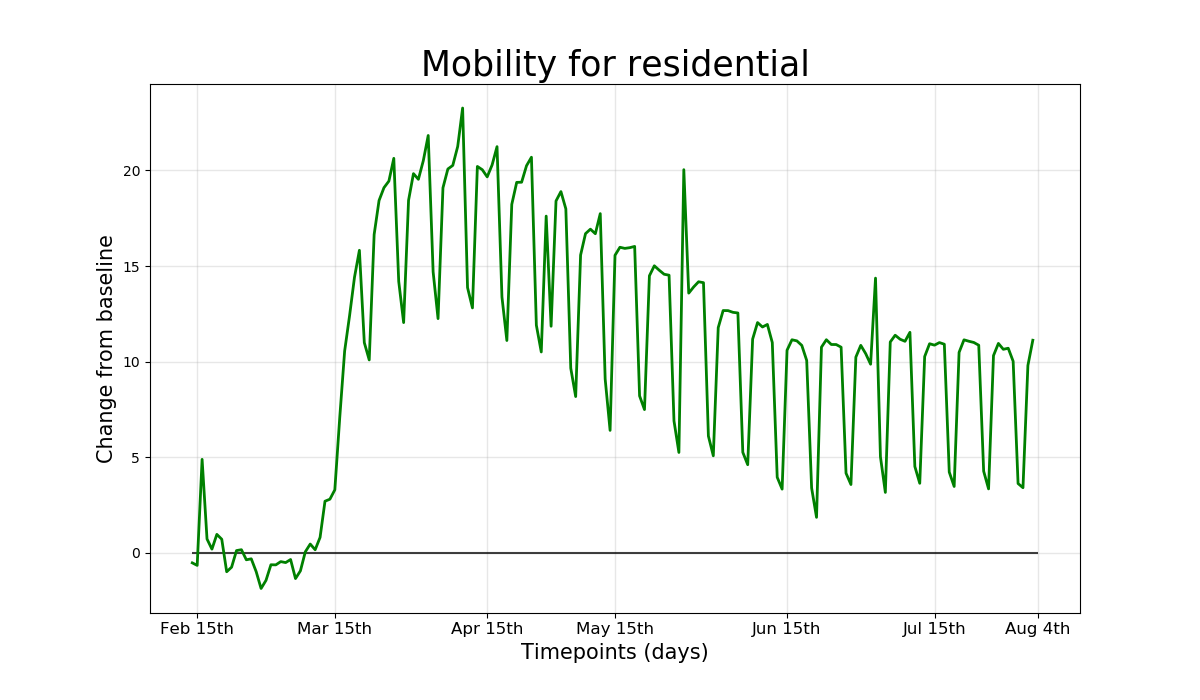 Mobility for residential
Change from baseline
20
15
10
5
0
Feb 15th Mar 15th Apr 15th May 15th Jun 15th Jul 15th Aug 4th
Timepoints (days)